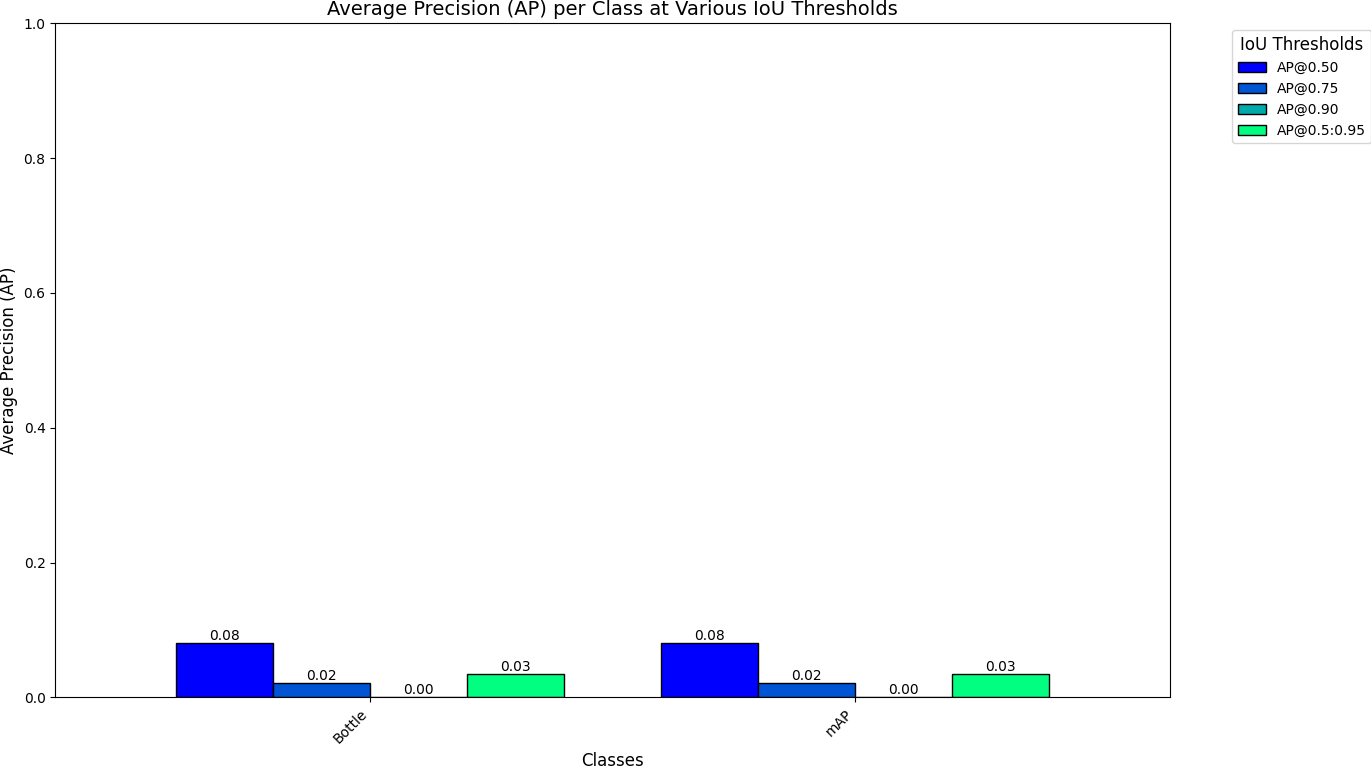 Average Precision (AP) per Class at Various IoU Thresholds
IoU Thresholds
AP@0.50
AP@0.75
AP@0.90
AP@0.5:0.95
Average Precision (AP)
1.0
0.8
0.6
0.4
0.2
0.0
0.08
0.02
0.00
0.03
0.08
0.02
0.00
0.03
Bottle
mAP
Classes